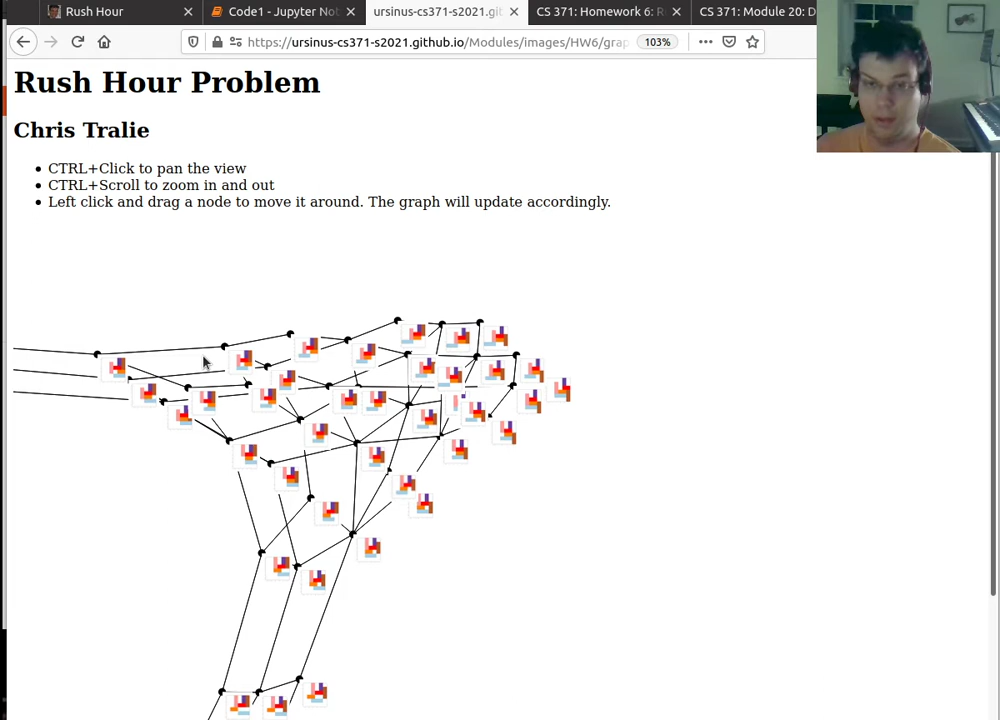 Rush Hour
Code1 - Jupyter Not
ursinus-cs371-s2021.git
CS 371: Homework 6: R
CS 371: Module 20: D
https://ursinus-cs371-s2021.github.io/Modules/images/HW6/grap
103%
Rush Hour Problem
Chris Tralie
• CTRL+Click to pan the view
• CTRL+Scroll to zoom in and out
• Left click and drag a node to move it around. The graph will update accordingly.